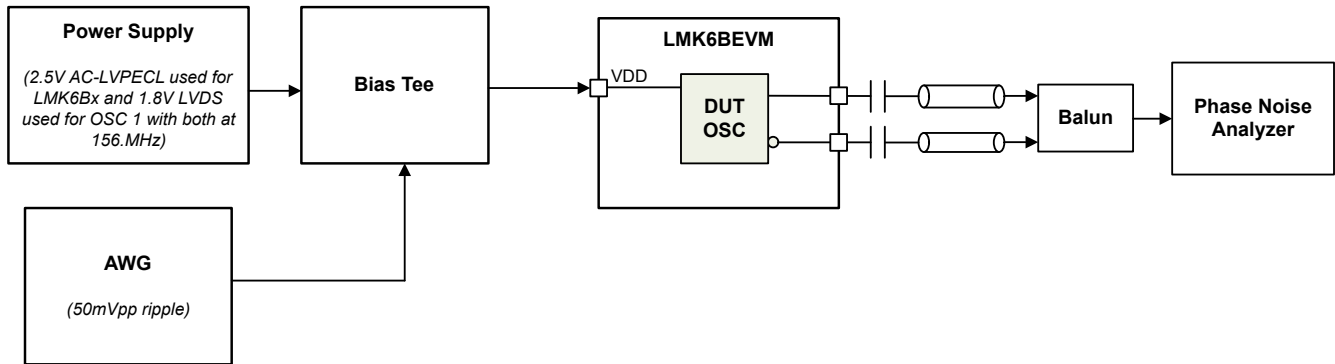 Power Supply
(2.5V AC-LVPECL used for
LMK6Bx and 1.8V LVDS
used for OSC 1 with both at
156.MHz)
Bias Tee
LMK6BEVM
VDD
DUT
OSC
Balun
Phase Noise
Analyzer
AWG
(50mVpp ripple)